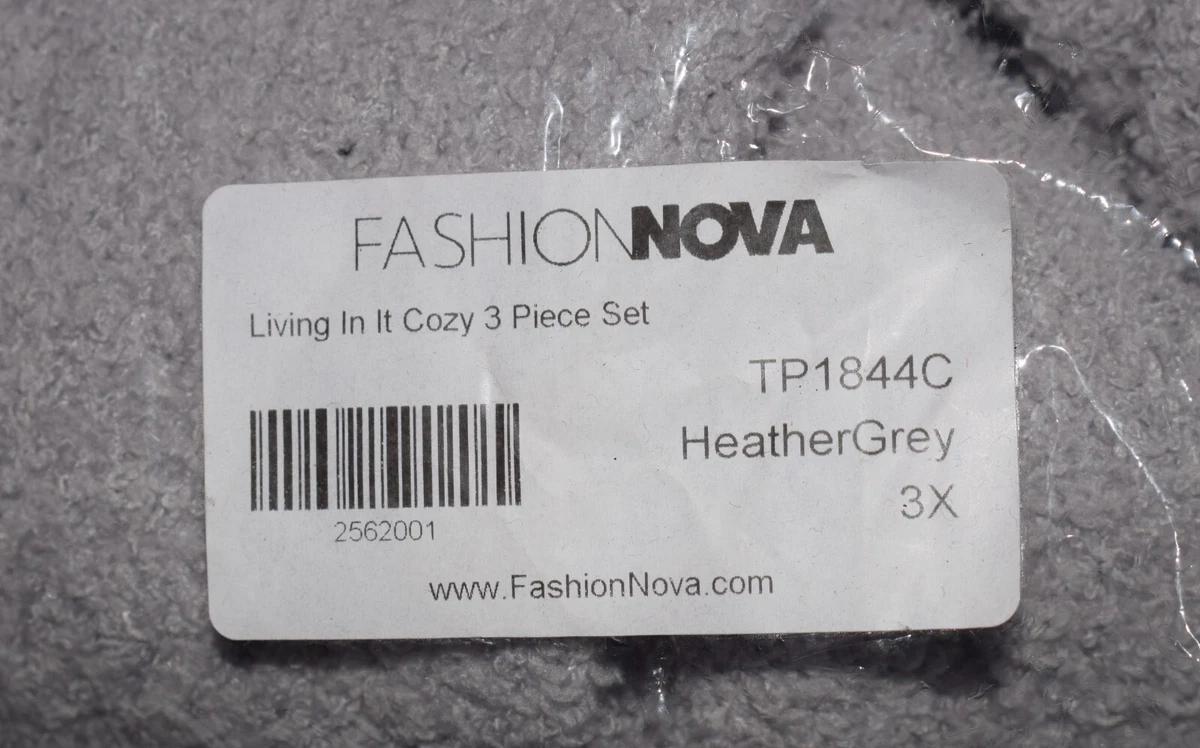 FASHIONNOVA
Living In It Cozy 3 Piece Set
TP1844C
HeatherGrey
3X
2562001
www.FashionNova.com